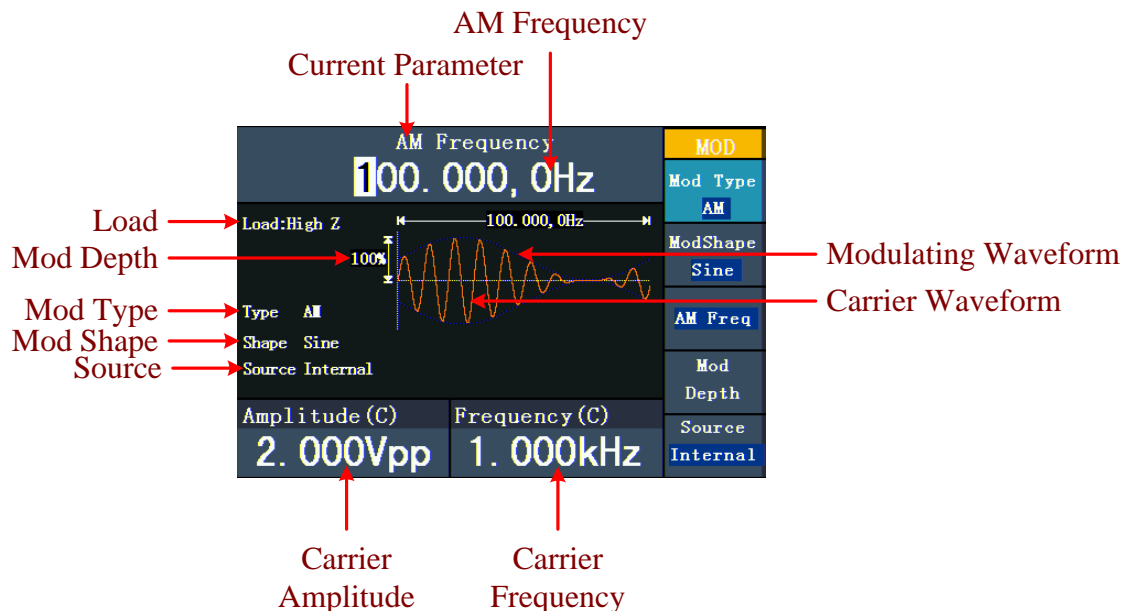 AM Frequency
Current Parameter
AM Frequency
100.000,0Hz
MOD
Mod Type
AM
Load
Load:High Z
100.000,0Hz
ModShape
Sine
Mod Depth
100%
Modulating Waveform
Carrier Waveform
Mod Type
Type AM
AM Freq
Mod Shape
Shape Sine
Source
Source Internal
Mod
Depth
Amplitude(C)
Frequency(C)
2.000Vpp
1.000kHz
Source
Internal
Carrier
Amplitude
Carrier
Frequency